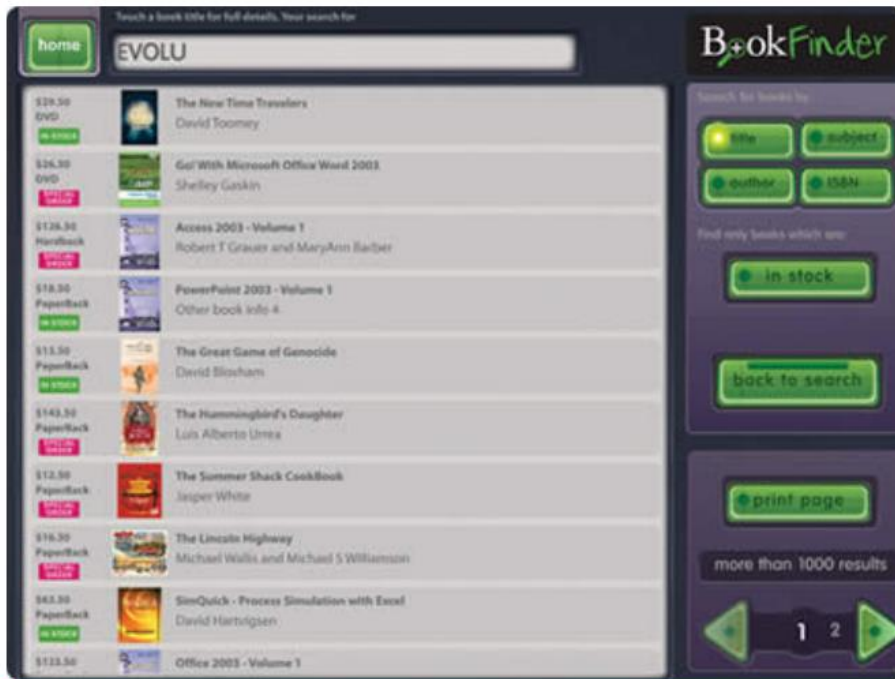 Touch a book title for full details. Your search for
home
EVOLU
BookFinder
Search for books by:
title
subject
author
ISBN
Find only books which are:
in stock
back to search
print page
more than 1000 results
1 2
$29.50
DVD
IN STOCK
The New Time Travelers
David Toomey
$26.50
DVD
SPECIAL ORDER
Go! With Microsoft Office Word 2003
Shelley Gaskin
$126.50
Hardback
SPECIAL ORDER
Access 2003 - Volume 1
Robert T Grauer and MaryAnn Barber
$18.50
PaperBack
IN STOCK
PowerPoint 2003 - Volume 1
Other book info 4
$13.50
PaperBack
IN STOCK
The Great Game of Genocide
David Bloxham
$143.50
PaperBack
SPECIAL ORDER
The Hummingbird's Daughter
Luis Alberto Urrea
$12.50
PaperBack
SPECIAL ORDER
The Summer Shack CookBook
Jasper White
$16.50
PaperBack
SPECIAL ORDER
The Lincoln Highway
Michael Wallis and Michael S Williamson
$63.50
PaperBack
IN STOCK
SimQuick - Process Simulation with Excel
David Hartvigsen
$133.50
Office 2003 - Volume 1